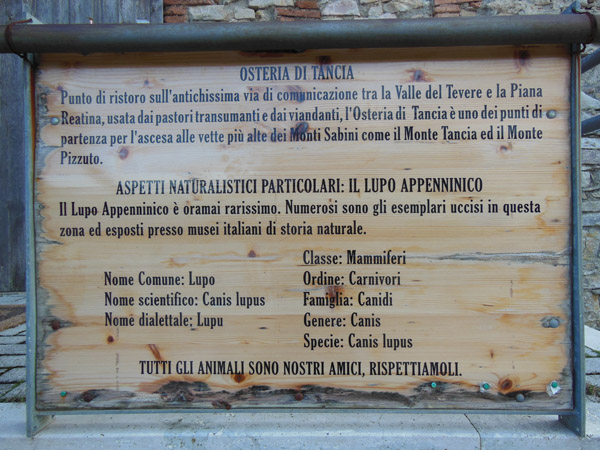 OSTERIA DI TANCIA
Punto di ristoro sull'antichissima via di comunicazione tra la Valle del Tevere e la Piana
Reatina, usata dai pastori transumanti e dai viandanti, l'Osteria di Tancia è uno dei punti di
partenza per l'ascesa alle vette più alte dei Monti Sabini come il Monte Tancia ed il Monte
Pizzuto.
ASPETTI NATURALISTICI PARTICOLARI: IL LUPO APPENNINICO
Il Lupo Appenninico è oramai rarissimo. Numerosi sono gli esemplari uccisi in questa
zona ed esposti presso musei italiani di storia naturale.
Classe: Mammiferi
Nome Comune: Lupo Ordine: Carnivori
Nome scientifico: Canis lupus Famiglia: Canidi
Nome dialettale: Lupu Genere: Canis
Specie: Canis lupus
TUTTI GLI ANIMALI SONO NOSTRI AMICI, RISPETTIAMOLI.